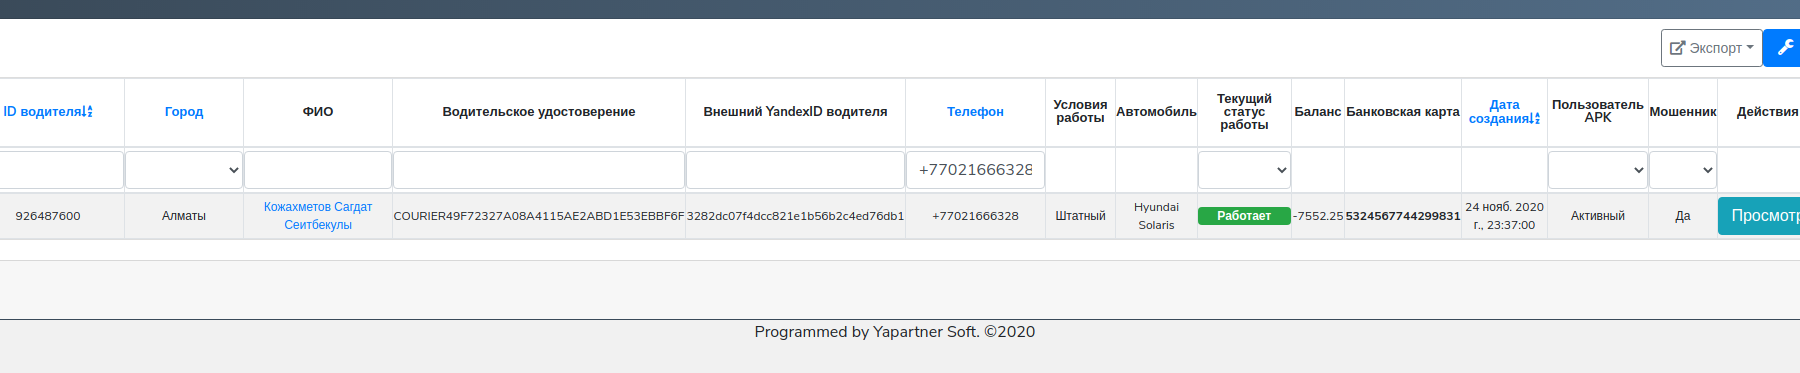 Экспорт
ID водителя
Город
ФИО
Водительское удостоверение
Внешний YandexID водителя
Телефон
Условия работы
Автомобиль
Текущий статус работы
Баланс
Банковская карта
Дата создания
Пользователь APK
Мошенник
Действия
+77021666328
926487600
Алматы
Кожахметов Сагдат Сеитбекулы
COURIER49F72327A08A4115AE2ABD1E53EBBF6F
3282dc07f4dcc821e1b56b2c4ed76db1
+77021666328
Штатный
Hyundai Solaris
Работает
-7552.25
5324567744299831
24 нояб. 2020 г., 23:37:00
Активный
Да
Просмотр
Programmed by Yapartner Soft. ©2020